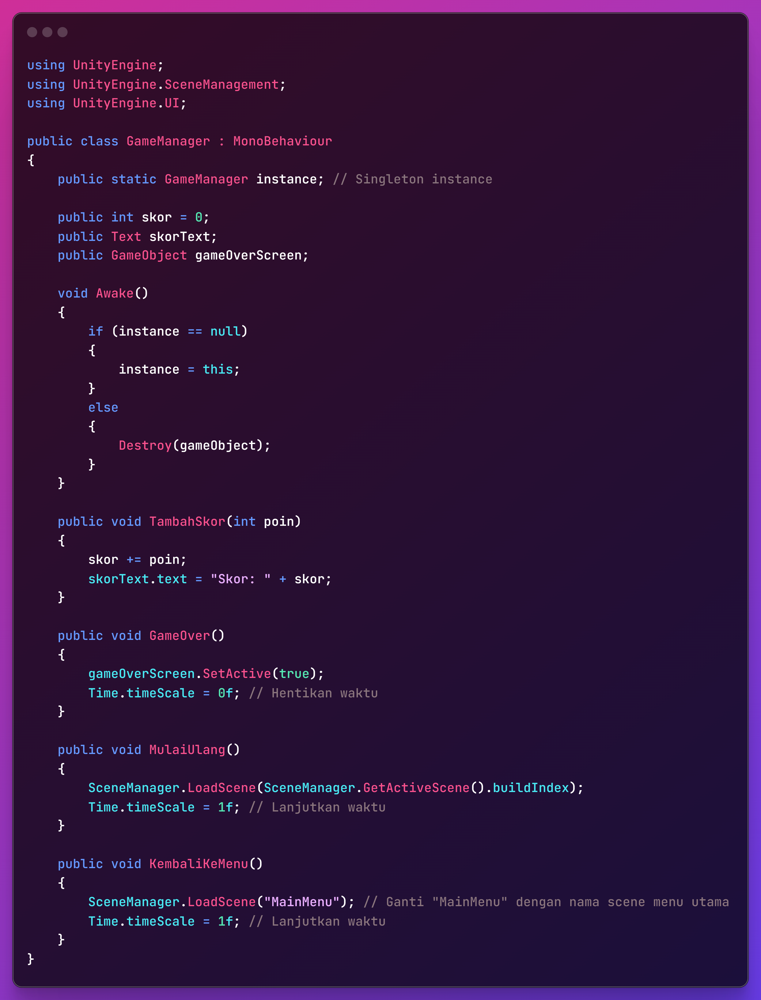 using UnityEngine;
using UnityEngine.SceneManagement;
using UnityEngine.UI;

public class GameManager : MonoBehaviour
{
    public static GameManager instance; // Singleton instance

    public int skor = 0;
    public Text skorText;
    public GameObject gameOverScreen;

    void Awake()
    {
        if (instance == null)
        {
            instance = this;
        }
        else
        {
            Destroy(gameObject);
        }
    }

    public void TambahSkor(int poin)
    {
        skor += poin;
        skorText.text = "Skor: " + skor;
    }

    public void GameOver()
    {
        gameOverScreen.SetActive(true);
        Time.timeScale = 0f; // Hentikan waktu
    }

    public void MulaiUlang()
    {
        SceneManager.LoadScene(SceneManager.GetActiveScene().buildIndex);
        Time.timeScale = 1f; // Lanjutkan waktu
    }

    public void KembaliKeMenu()
    {
        SceneManager.LoadScene("MainMenu"); // Ganti "MainMenu" dengan nama scene menu utama
        Time.timeScale = 1f; // Lanjutkan waktu
    }
}